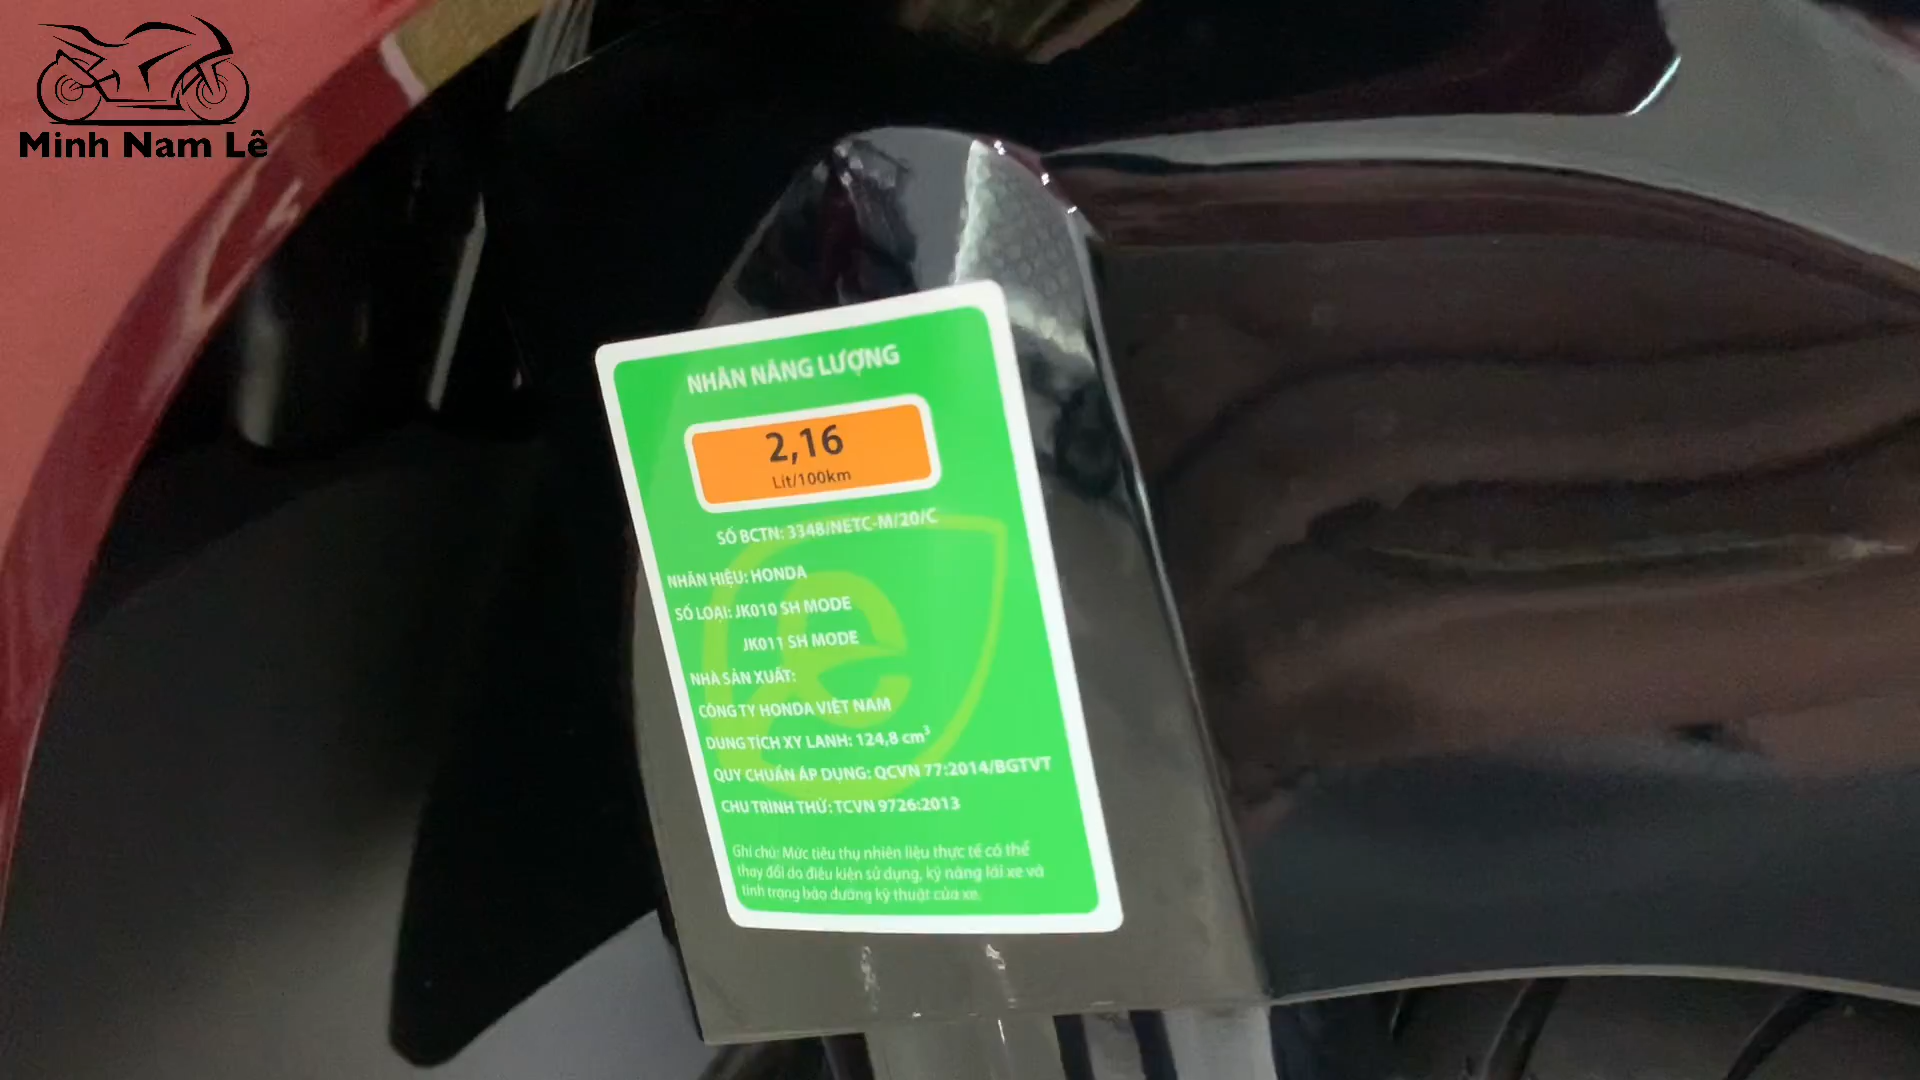 Minh Nam Lê
NHÃN NĂNG LƯỢNG
2,16
Lít/100km
SỐ BCTN: 3348/NETC-M/20/C
NHÃN HIỆU: HONDA
SỐ LOẠI: JK010 SH MODE
JK011 SH MODE
NHÀ SẢN XUẤT:
CÔNG TY HONDA VIỆT NAM
DUNG TÍCH XY LANH: 124,8 cm³
QUY CHUẨN ÁP DỤNG: QCVN 77:2014/BGTVT
CHU TRÌNH THỬ: TCVN 9726:2013
Ghi chú: Mức tiêu thụ nhiên liệu thực tế có thể
thay đổi do điều kiện sử dụng, kỹ năng lái xe và
tình trạng bảo dưỡng kỹ thuật của xe.